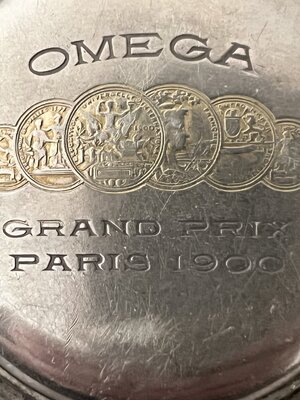 OMEGA
GRAND PRIX
PARIS 1900